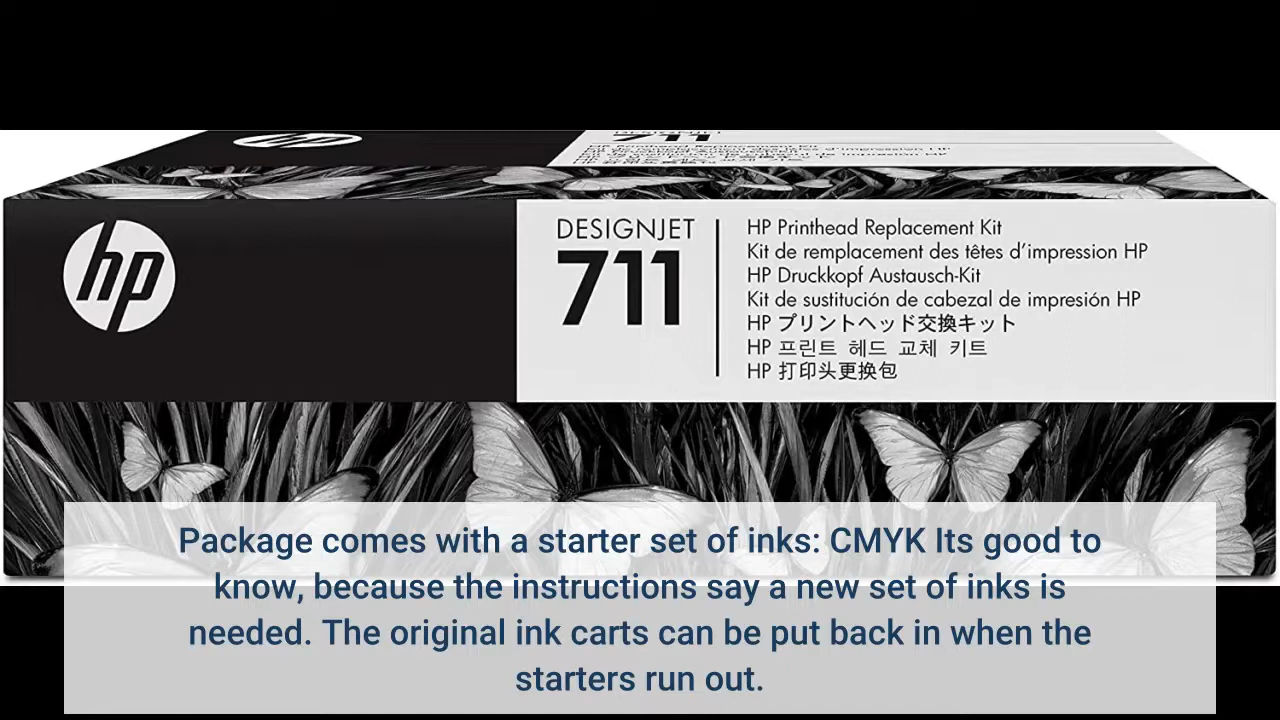 DESIGNJET
711
hp
DESIGNJET
711
HP Printhead Replacement Kit
Kit de remplacement des têtes d'impression HP
HP Druckkopf Austausch-Kit
Kit de sustitución de cabezal de impresión HP
HP プリントヘッド交換キット
HP 프린트 헤드 교체 키트
HP 打印头更换包
Package comes with a starter set of inks: CMYK Its good to
know, because the instructions say a new set of inks is
needed. The original ink carts can be put back in when the
starters run out.